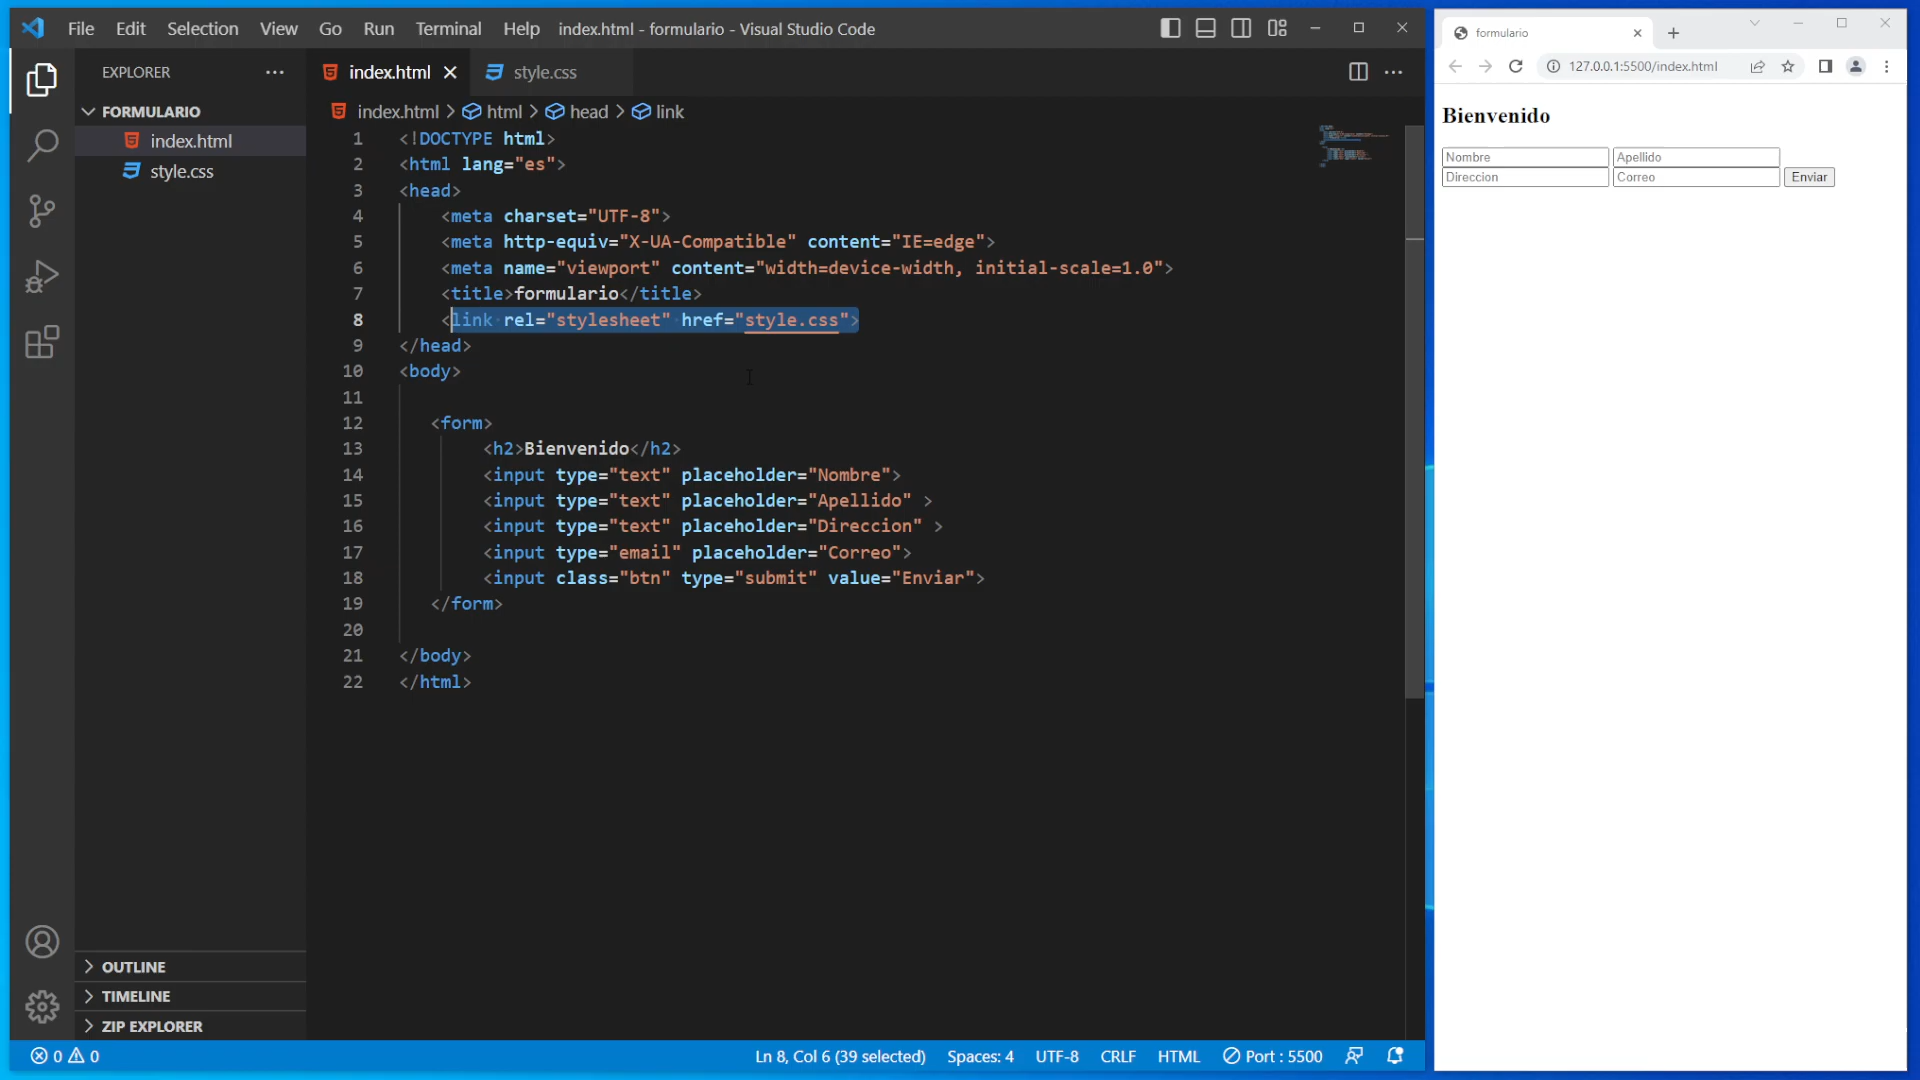 File Edit Selection View Go Run Terminal Help index.html - formulario - Visual Studio Code
EXPLORER
FORMULARIO
index.html
style.css
OUTLINE
TIMELINE
ZIP EXPLORER
index.html style.css
index.html > html > head > link
1 <!DOCTYPE html>
2 <html lang="es">
3 <head>
4 <meta charset="UTF-8">
5 <meta http-equiv="X-UA-Compatible" content="IE=edge">
6 <meta name="viewport" content="width=device-width, initial-scale=1.0">
7 <title>formulario</title>
8 <link rel="stylesheet" href="style.css">
9 </head>
10 <body>
11
12 <form>
13 <h2>Bienvenido</h2>
14 <input type="text" placeholder="Nombre">
15 <input type="text" placeholder="Apellido" >
16 <input type="text" placeholder="Direccion" >
17 <input type="email" placeholder="Correo">
18 <input class="btn" type="submit" value="Enviar">
19 </form>
20
21 </body>
22 </html>
0 0 Ln 8, Col 6 (39 selected) Spaces: 4 UTF-8 CRLF HTML Port : 5500
formulario
127.0.0.1:5500/index.html
Bienvenido
Nombre Apellido
Direccion Correo Enviar